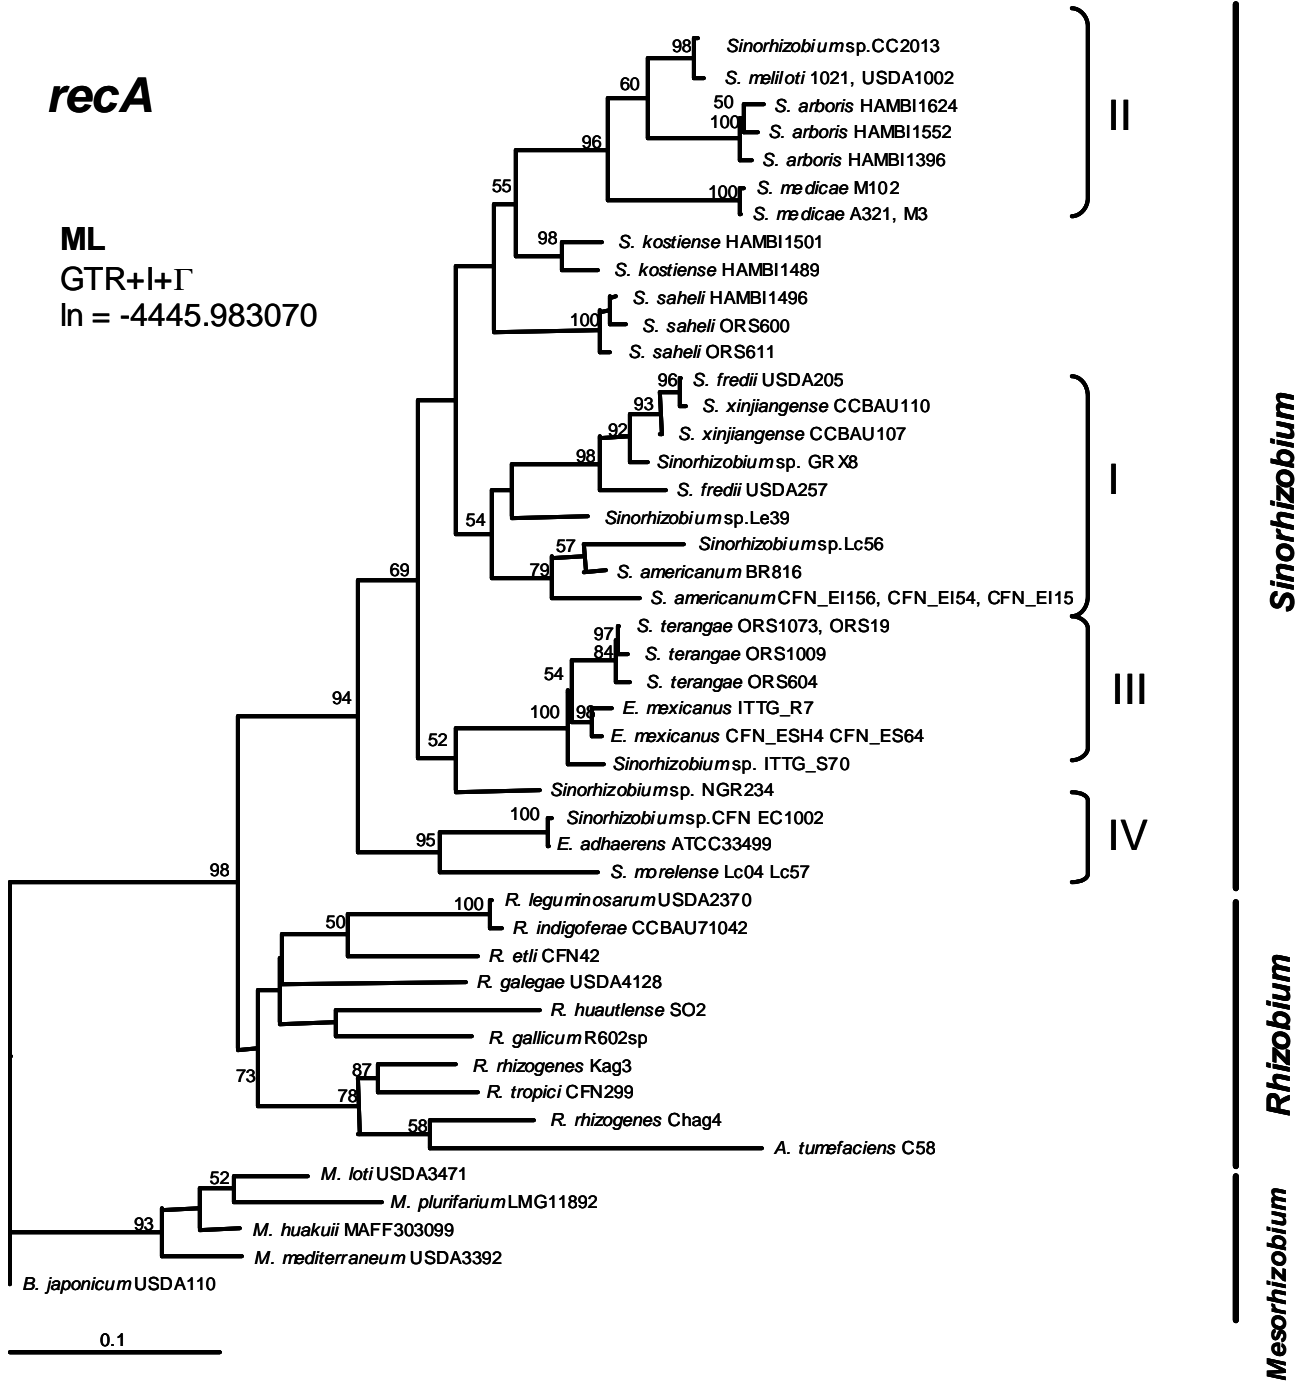 recA
ML
GTR+I+Γ
ln = -4445.983070
98
Sinorhizobium sp.CC2013
S. meliloti 1021, USDA1002
60
50
S. arboris HAMBI1624
100
S. arboris HAMBI1552
S. arboris HAMBI1396
96
100
S. medicae M102
S. medicae A321, M3
II
55
98
S. kostiense HAMBI1501
S. kostiense HAMBI1489
S. saheli HAMBI1496
100
S. saheli ORS600
S. saheli ORS611
96
S. fredii USDA205
93
S. xinjiangense CCBAU110
92
S. xinjiangense CCBAU107
98
Sinorhizobium sp. GRX8
S. fredii USDA257
54
Sinorhizobium sp.Le39
57
Sinorhizobium sp.Lc56
79
S. americanum BR816
S. americanum CFN_EI156, CFN_EI54, CFN_EI15
I
69
97
S. terangae ORS1073, ORS19
84
S. terangae ORS1009
54
S. terangae ORS604
100
98
E. mexicanus ITTG_R7
E. mexicanus CFN_ESH4 CFN_ES64
Sinorhizobium sp. ITTG_S70
III
94
52
Sinorhizobium sp. NGR234
100
Sinorhizobium sp.CFN EC1002
95
E. adhaerens ATCC33499
S. morelense Lc04 Lc57
IV
Sinorhizobium
98
100
R. leguminosarum USDA2370
50
R. indigoferae CCBAU71042
R. etli CFN42
R. galegae USDA4128
R. huautlense SO2
R. gallicum R602sp
73
87
R. rhizogenes Kag3
78
R. tropici CFN299
58
R. rhizogenes Chag4
A. tumefaciens C58
Rhizobium
52
M. loti USDA3471
M. plurifarium LMG11892
93
M. huakuii MAFF303099
M. mediterraneum USDA3392
Mesorhizobium
B. japonicum USDA110
0.1